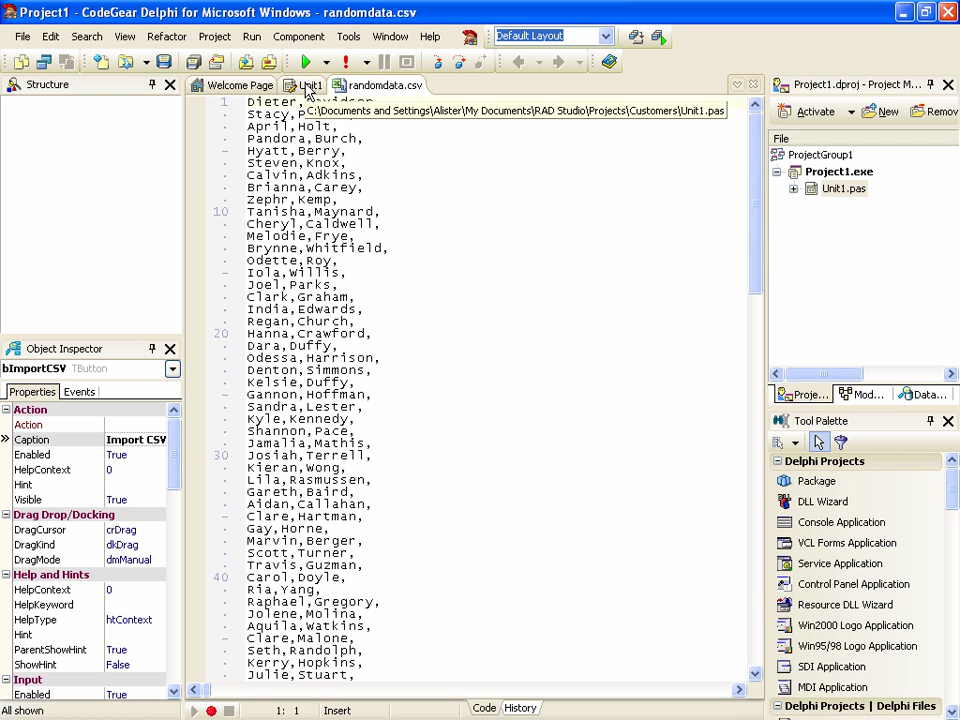 Project1 - CodeGear Delphi for Microsoft Windows - randomdata.csv
File Edit Search View Refactor Project Run Component Tools Window Help
Default Layout
Structure
Welcome Page Unit1 randomdata.csv
Project1.dproj - Project M...
C:\Documents and Settings\Alister\My Documents\RAD Studio\Projects\Customers\Unit1.pas
1 Dieter,
Stacy,
April,Holt,
Pandora,Burch,
Hyatt,Berry,
Steven,Knox,
Calvin,Adkins,
Brianna,Carey,
Zephr,Kemp,
10 Tanisha,Maynard,
Cheryl,Caldwell,
Melodie,Frye,
Brynne,Whitfield,
Odette,Roy,
Iola,Willis,
Joel,Parks,
Clark,Graham,
India,Edwards,
Regan,Church,
20 Hanna,Crawford,
Dara,Duffy,
Odessa,Harrison,
Denton,Simmons,
Kelsie,Duffy,
Gannon,Hoffman,
Sandra,Lester,
Kyle,Kennedy,
Shannon,Pace,
Jamalia,Mathis,
30 Josiah,Terrell,
Kieran,Wong,
Lila,Rasmussen,
Gareth,Baird,
Aidan,Callahan,
Clare,Hartman,
Gay,Horne,
Marvin,Berger,
Scott,Turner,
Travis,Guzman,
40 Carol,Doyle,
Ria,Yang,
Raphael,Gregory,
Jolene,Molina,
Aquila,Watkins,
Clare,Malone,
Seth,Randolph,
Kerry,Hopkins,
Julie,Stuart,
1: 1 Insert
Code History
Object Inspector
bImportCSV TButton
Properties Events
Action
Action
Caption Import CSV
Enabled True
HelpContext 0
Hint
Visible True
Drag Drop/Docking
DragCursor crDrag
DragKind dkDrag
DragMode dmManual
Help and Hints
HelpContext 0
HelpKeyword
HelpType htContext
Hint
ParentShowHint True
ShowHint False
Input
Enabled True
All shown
Activate New Remov
File
ProjectGroup1
Project1.exe
Unit1.pas
Proje... Mod... Data...
Tool Palette
Delphi Projects
Package
DLL Wizard
Console Application
VCL Forms Application
Service Application
Control Panel Application
Resource DLL Wizard
Win2000 Logo Application
Win95/98 Logo Application
SDI Application
MDI Application
Delphi Projects | Delphi Files